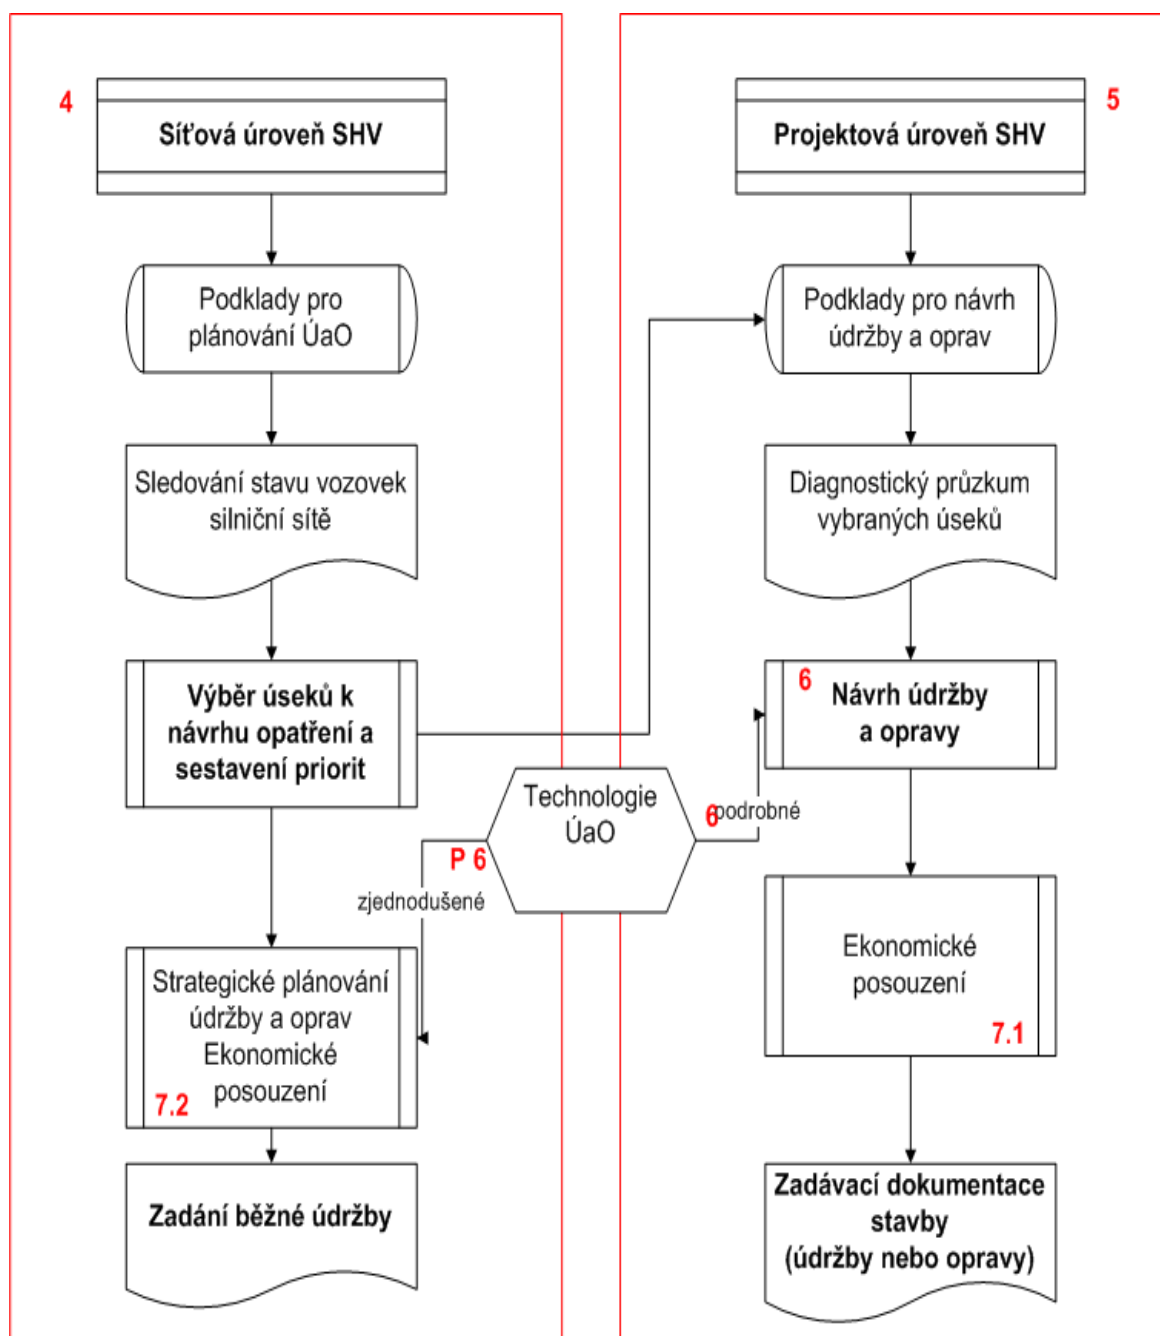 4
Síťová úroveň SHV
Podklady pro
plánování ÚaO
Sledování stavu vozovek
silniční sítě
Výběr úseků k
návrhu opatření a
sestavení priorit
P 6
zjednodušené
Strategické plánování
údržby a oprav
Ekonomické
posouzení
7.2
Zadání běžné údržby
Technologie
ÚaO
5
Projektová úroveň SHV
Podklady pro návrh
údržby a oprav
Diagnostický průzkum
vybraných úseků
6
Návrh údržby
a opravy
6
podrobné
Ekonomické
posouzení
7.1
Zadávací dokumentace
stavby
(údržby nebo opravy)